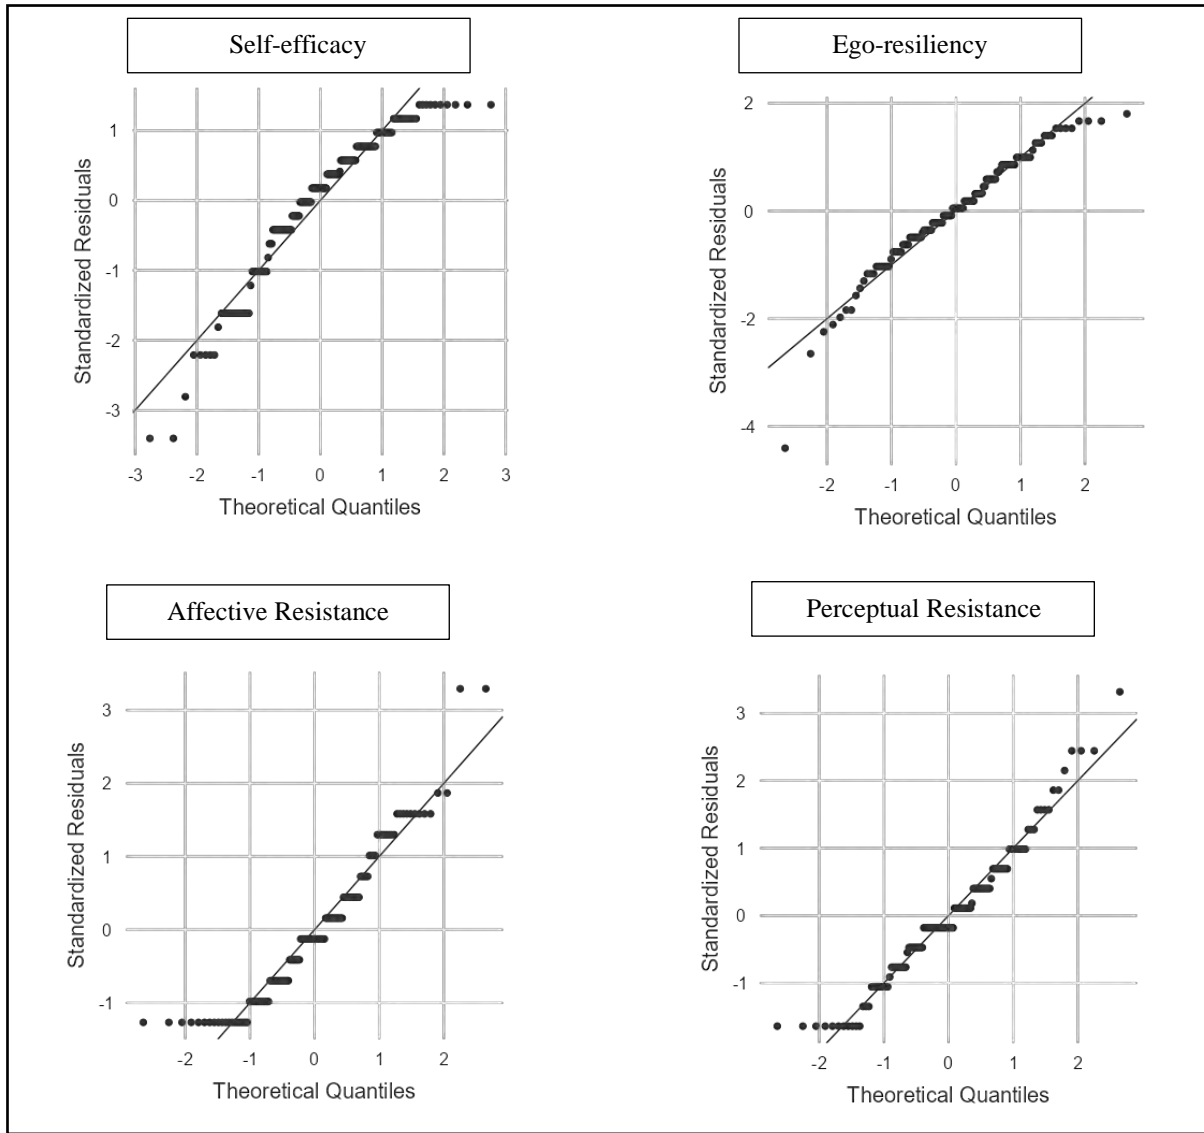 Self-efficacy
1
0
-1
-2
-3
Standardized Residuals
-3 -2 -1 0 1 2 3
Theoretical Quantiles
Ego-resiliency
2
0
-2
-4
Standardized Residuals
-2 -1 0 1 2
Theoretical Quantiles
Affective Resistance
3
2
1
0
-1
Standardized Residuals
-2 -1 0 1 2
Theoretical Quantiles
Perceptual Resistance
3
2
1
0
-1
Standardized Residuals
-2 -1 0 1 2
Theoretical Quantiles